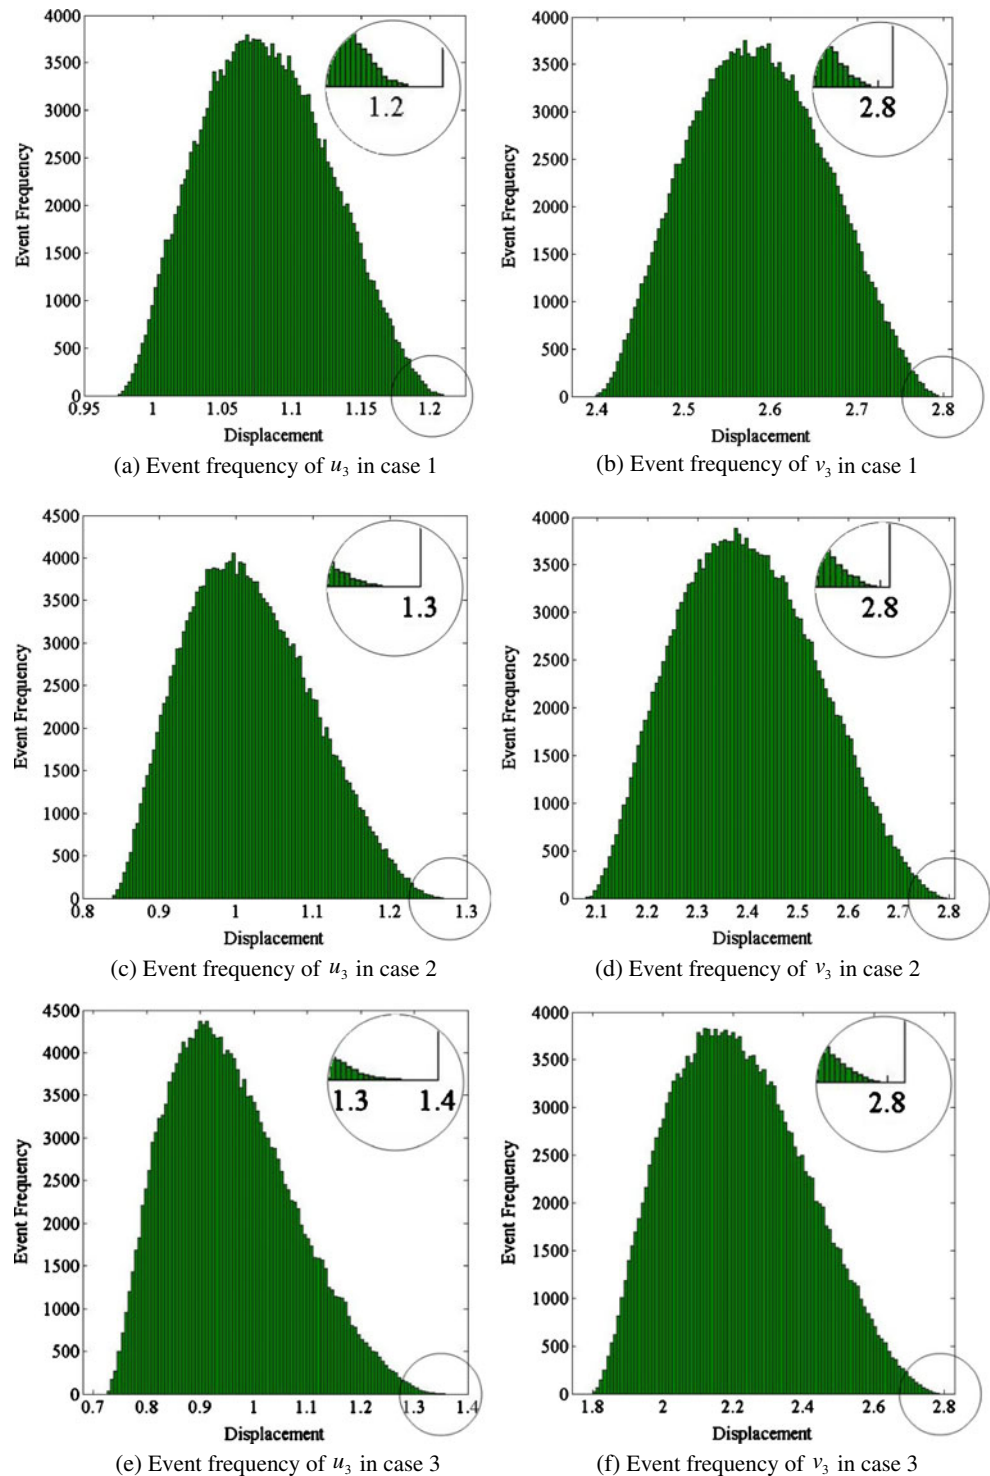 4000
3500
3000
2500
2000
1500
1000
500
0
Event Frequency
0.95 1 1.05 1.1 1.15 1.2
Displacement
1.2
(a) Event frequency of u₃ in case 1
4000
3500
3000
2500
2000
1500
1000
500
0
Event Frequency
2.4 2.5 2.6 2.7 2.8
Displacement
2.8
(b) Event frequency of v₃ in case 1
4500
4000
3500
3000
2500
2000
1500
1000
500
0
Event Frequency
0.8 0.9 1 1.1 1.2 1.3
Displacement
1.3
(c) Event frequency of u₃ in case 2
4000
3500
3000
2500
2000
1500
1000
500
0
Event Frequency
2.1 2.2 2.3 2.4 2.5 2.6 2.7 2.8
Displacement
2.8
(d) Event frequency of v₃ in case 2
4500
4000
3500
3000
2500
2000
1500
1000
500
0
Event Frequency
0.7 0.8 0.9 1 1.1 1.2 1.3 1.4
Displacement
1.3 1.4
(e) Event frequency of u₃ in case 3
4000
3500
3000
2500
2000
1500
1000
500
0
Event Frequency
1.8 2 2.2 2.4 2.6 2.8
Displacement
2.8
(f) Event frequency of v₃ in case 3